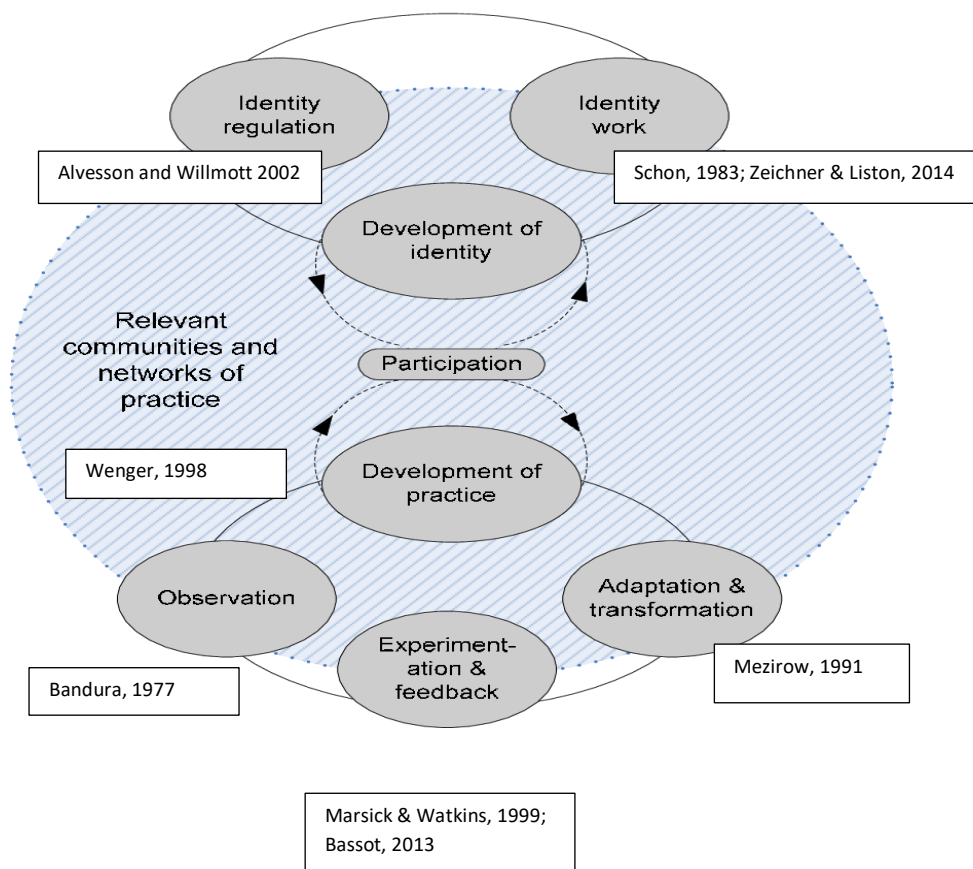 Identity
regulation
Identity
work
Alvesson and Willmott 2002
Schon, 1983; Zeichner & Liston, 2014
Development of
identity
Relevant
communities and
networks of
practice
Participation
Wenger, 1998
Development of
practice
Observation
Adaptation &
transformation
Experiment-
ation &
feedback
Bandura, 1977
Mezirow, 1991
Marsick & Watkins, 1999;
Bassot, 2013